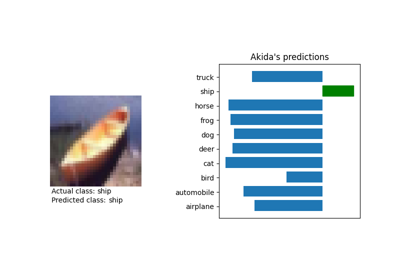 Akida's predictions
truck
ship
horse
frog
dog
deer
cat
bird
automobile
airplane
Actual class: ship
Predicted class: ship